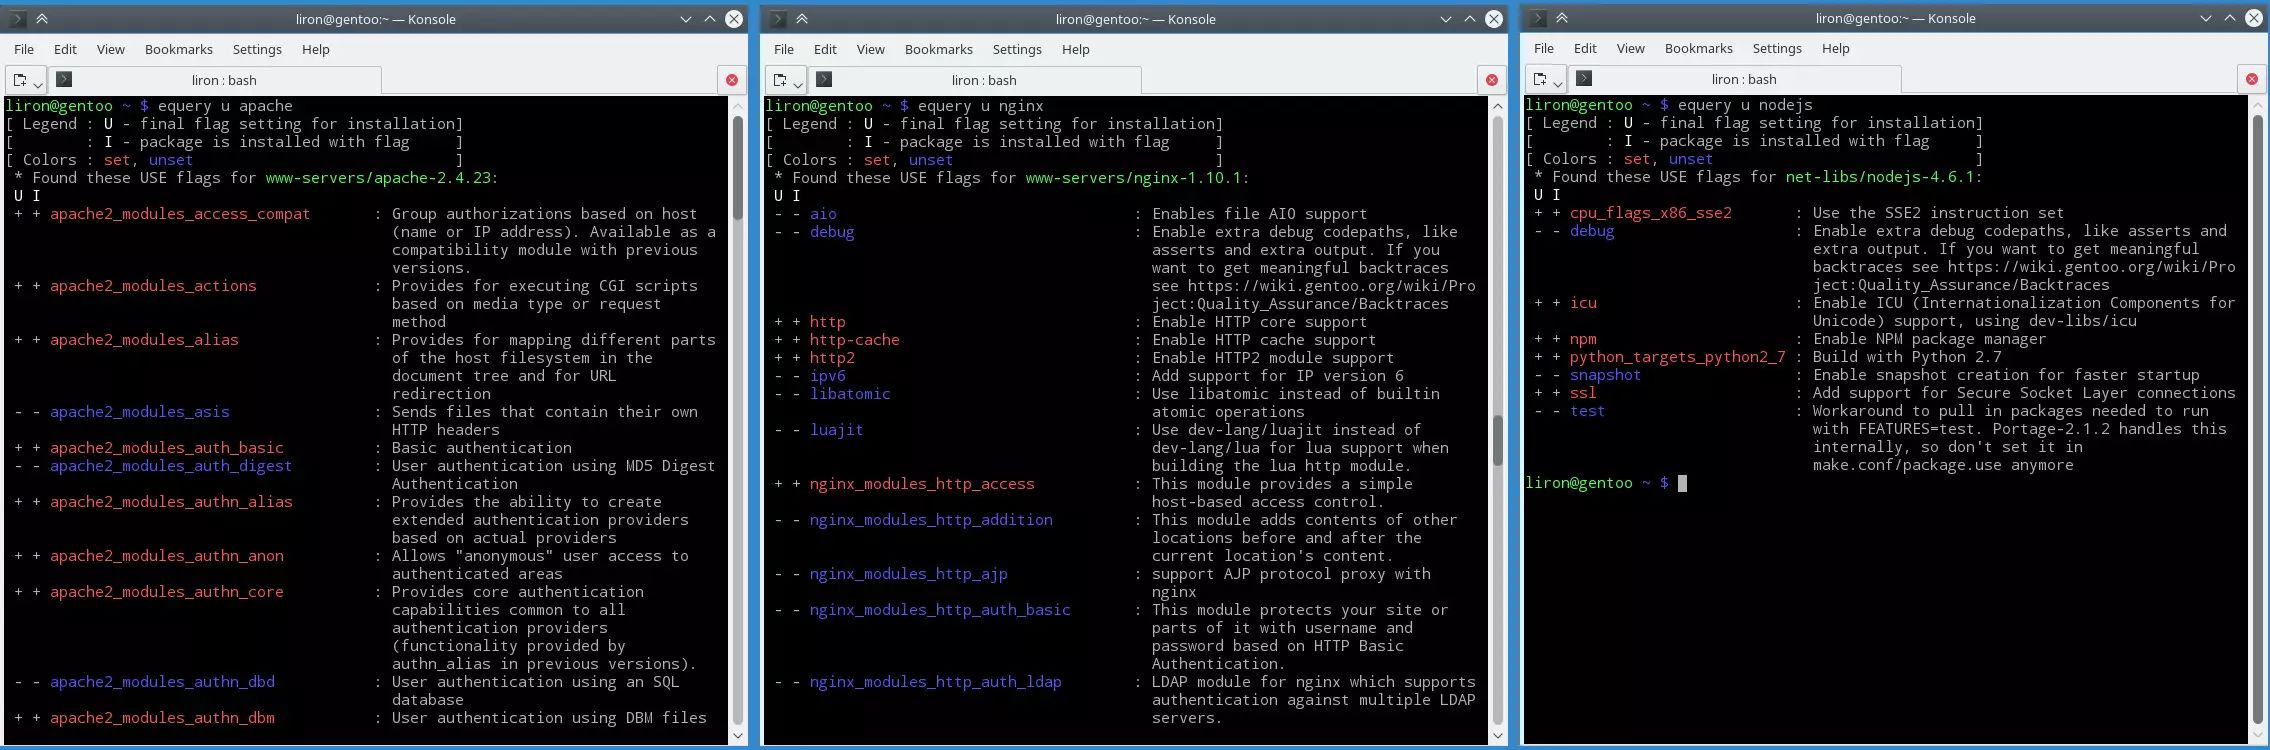 liron@gentoo:~ — Konsole
File Edit View Bookmarks Settings Help
liron : bash
liron@gentoo ~ $ equery u apache
[ Legend : U - final flag setting for installation]
[        : I - package is installed with flag     ]
[ Colors : set, unset                             ]
 * Found these USE flags for www-servers/apache-2.4.23:
U I
+ + apache2_modules_access_compat : Group authorizations based on host
(name or IP address). Available as a
compatibility module with previous
versions.
+ + apache2_modules_actions : Provides for executing CGI scripts
based on media type or request
method
+ + apache2_modules_alias : Provides for mapping different parts
of the host filesystem in the
document tree and for URL
redirection
- - apache2_modules_asis : Sends files that contain their own
HTTP headers
+ + apache2_modules_auth_basic : Basic authentication
- - apache2_modules_auth_digest : User authentication using MD5 Digest
Authentication
+ + apache2_modules_authn_alias : Provides the ability to create
extended authentication providers
based on actual providers
+ + apache2_modules_authn_anon : Allows "anonymous" user access to
authenticated areas
+ + apache2_modules_authn_core : Provides core authentication
capabilities common to all
authentication providers
(functionality provided by
authn_alias in previous versions).
- - apache2_modules_authn_dbd : User authentication using an SQL
database
+ + apache2_modules_authn_dbm : User authentication using DBM files
liron@gentoo:~ — Konsole
File Edit View Bookmarks Settings Help
liron : bash
liron@gentoo ~ $ equery u nginx
[ Legend : U - final flag setting for installation]
[        : I - package is installed with flag     ]
[ Colors : set, unset                             ]
 * Found these USE flags for www-servers/nginx-1.10.1:
U I
- - aio : Enables file AIO support
- - debug : Enable extra debug codepaths, like
asserts and extra output. If you
want to get meaningful backtraces
see https://wiki.gentoo.org/wiki/Pro
ject:Quality_Assurance/Backtraces
+ + http : Enable HTTP core support
+ + http-cache : Enable HTTP cache support
+ + http2 : Enable HTTP2 module support
- - ipv6 : Add support for IP version 6
- - libatomic : Use libatomic instead of builtin
atomic operations
- - luajit : Use dev-lang/luajit instead of
dev-lang/lua for lua support when
building the lua http module.
+ + nginx_modules_http_access : This module provides a simple
host-based access control.
- - nginx_modules_http_addition : This module adds contents of other
locations before and after the
current location's content.
- - nginx_modules_http_ajp : support AJP protocol proxy with
nginx
- - nginx_modules_http_auth_basic : This module protects your site or
parts of it with username and
password based on HTTP Basic
Authentication.
- - nginx_modules_http_auth_ldap : LDAP module for nginx which supports
authentication against multiple LDAP
servers.
liron@gentoo:~ — Konsole
File Edit View Bookmarks Settings Help
liron : bash
liron@gentoo ~ $ equery u nodejs
[ Legend : U - final flag setting for installation]
[        : I - package is installed with flag     ]
[ Colors : set, unset                             ]
 * Found these USE flags for net-libs/nodejs-4.6.1:
U I
+ + cpu_flags_x86_sse2 : Use the SSE2 instruction set
- - debug : Enable extra debug codepaths, like asserts and
extra output. If you want to get meaningful
backtraces see https://wiki.gentoo.org/wiki/Pro
ject:Quality_Assurance/Backtraces
+ + icu : Enable ICU (Internationalization Components for
Unicode) support, using dev-libs/icu
+ + npm : Enable NPM package manager
+ + python_targets_python2_7 : Build with Python 2.7
- - snapshot : Enable snapshot creation for faster startup
+ + ssl : Add support for Secure Socket Layer connections
- - test : Workaround to pull in packages needed to run
with FEATURES=test. Portage-2.1.2 handles this
internally, so don't set it in
make.conf/package.use anymore
liron@gentoo ~ $